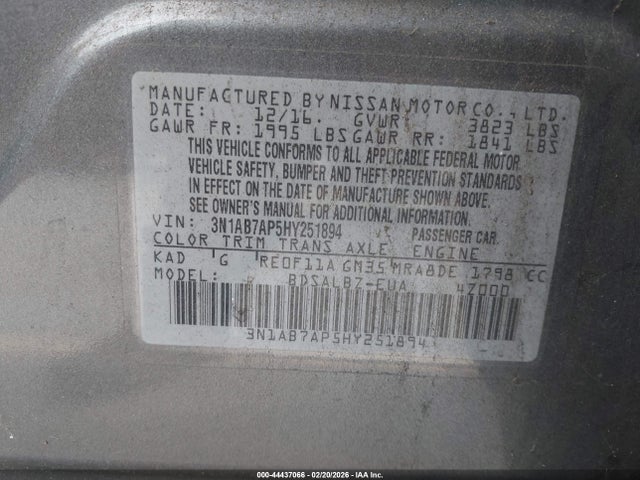 MANUFACTURED BY NISSAN MOTOR CO., LTD.
DATE: 12/16. GVWR: 3823 LBS
GAWR FR: 1995 LBS GAWR RR: 1841 LBS
THIS VEHICLE CONFORMS TO ALL APPLICABLE FEDERAL MOTOR
VEHICLE SAFETY, BUMPER AND THEFT PREVENTION STANDARDS
IN EFFECT ON THE DATE OF MANUFACTURE SHOWN ABOVE.
SEE OWNER'S MANUAL FOR ADDITIONAL INFORMATION.
VIN: 3N1AB7AP5HY251894 PASSENGER CAR.
COLOR TRIM TRANS AXLE ENGINE
KAD G RE0F11A GM35 MRA8DE 1798 CC
MODEL: BDSALBZ-EUA 4Z000
3N1AB7AP5HY251894
© 000-44437066 - 02/20/2026 - IAA Inc.